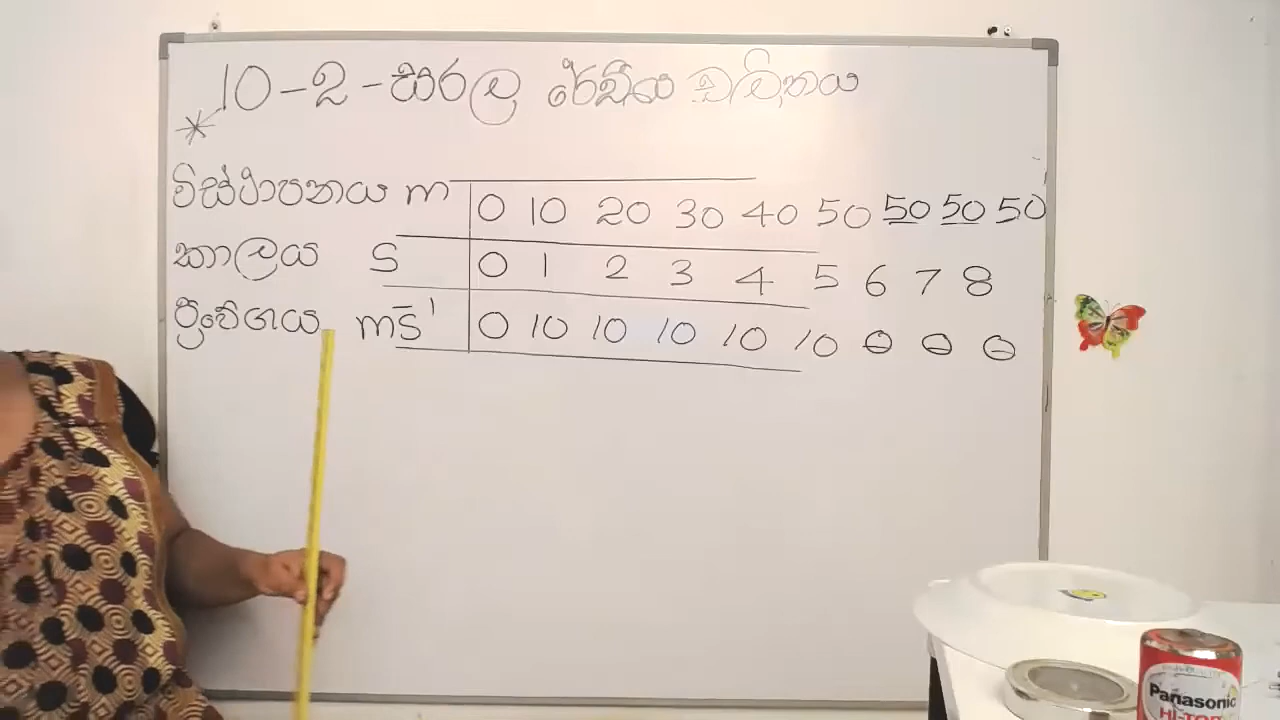 10 - 2 - සරල රේඛීය චලිතය
විස්ථාපනය m 0 10 20 30 40 50 50 50 50
කාලය S 0 1 2 3 4 5 6 7 8
ප්‍රවේගය ms⁻¹ 0 10 10 10 10 10 0 0 0
Panasonic